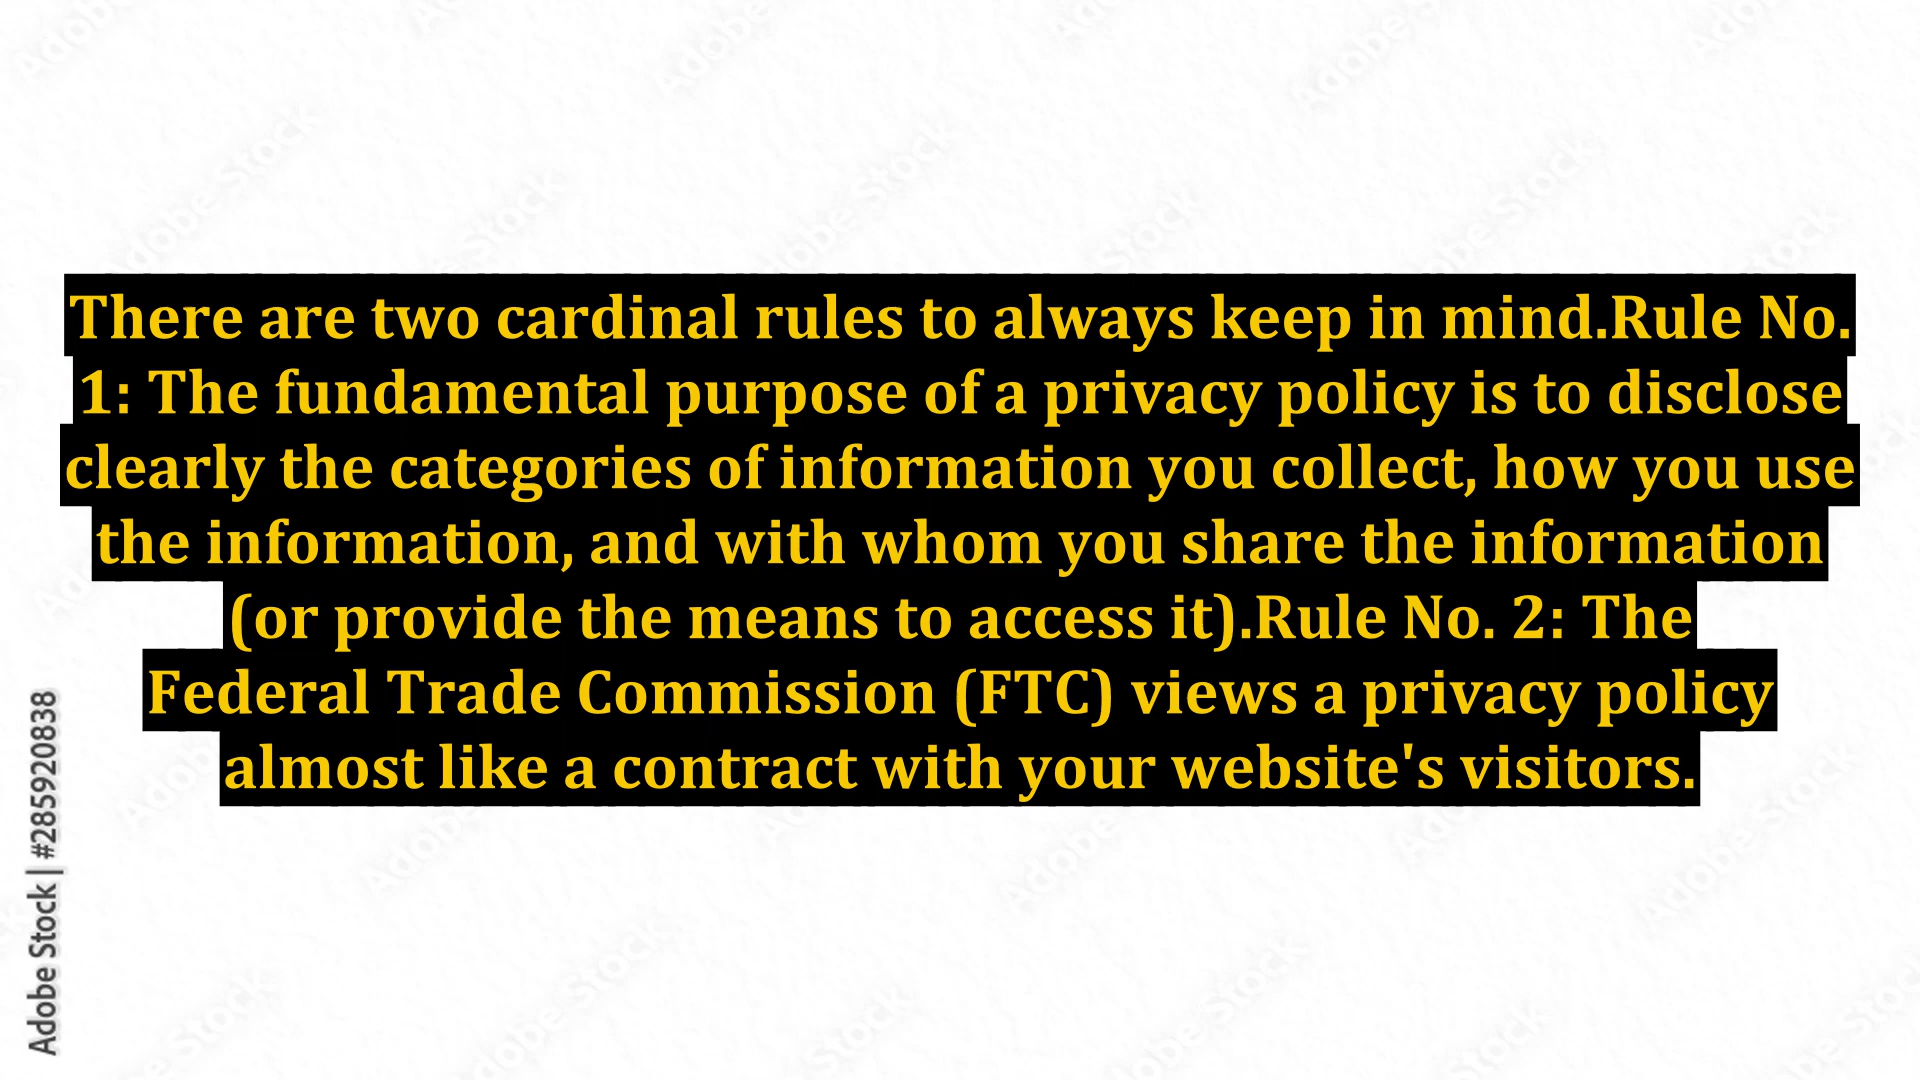 There are two cardinal rules to always keep in mind.Rule No.
1: The fundamental purpose of a privacy policy is to disclose
clearly the categories of information you collect, how you use
the information, and with whom you share the information
(or provide the means to access it).Rule No. 2: The
Federal Trade Commission (FTC) views a privacy policy
almost like a contract with your website's visitors.
Adobe Stock | #285920838